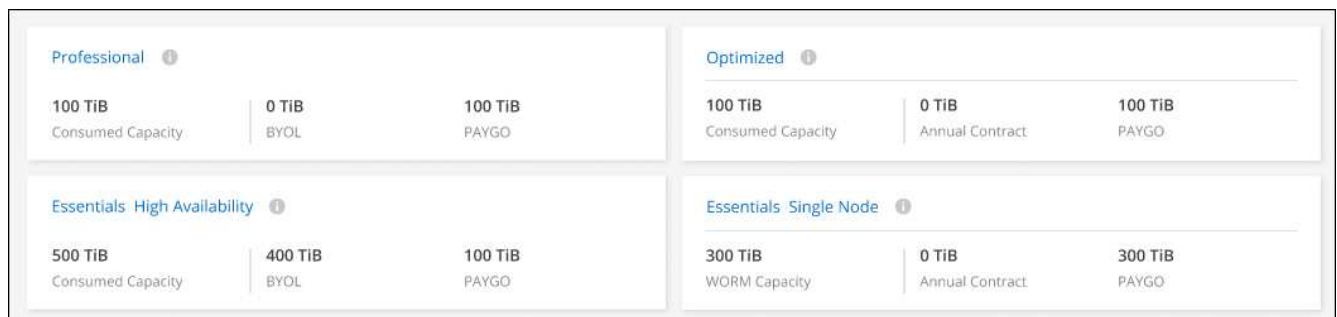 Professional
100 TiB 0 TiB 100 TiB
Consumed Capacity BYOL PAYGO
Optimized
100 TiB 0 TiB 100 TiB
Consumed Capacity Annual Contract PAYGO
Essentials High Availability
500 TiB 400 TiB 100 TiB
Consumed Capacity BYOL PAYGO
Essentials Single Node
300 TiB 0 TiB 300 TiB
WORM Capacity Annual Contract PAYGO